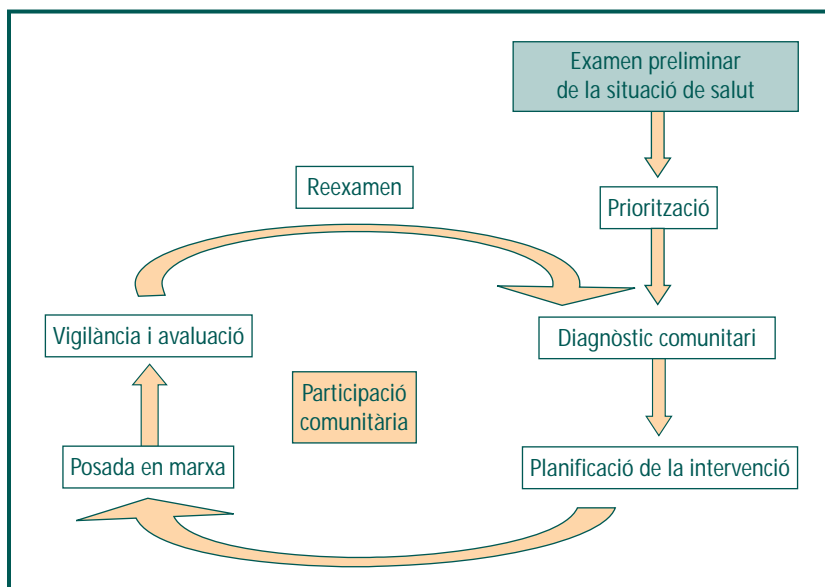 Examen preliminar
de la situació de salut
Reexamen
Priorització
Vigilància i avaluació
Diagnòstic comunitari
Participació
comunitària
Posada en marxa
Planificació de la intervenció